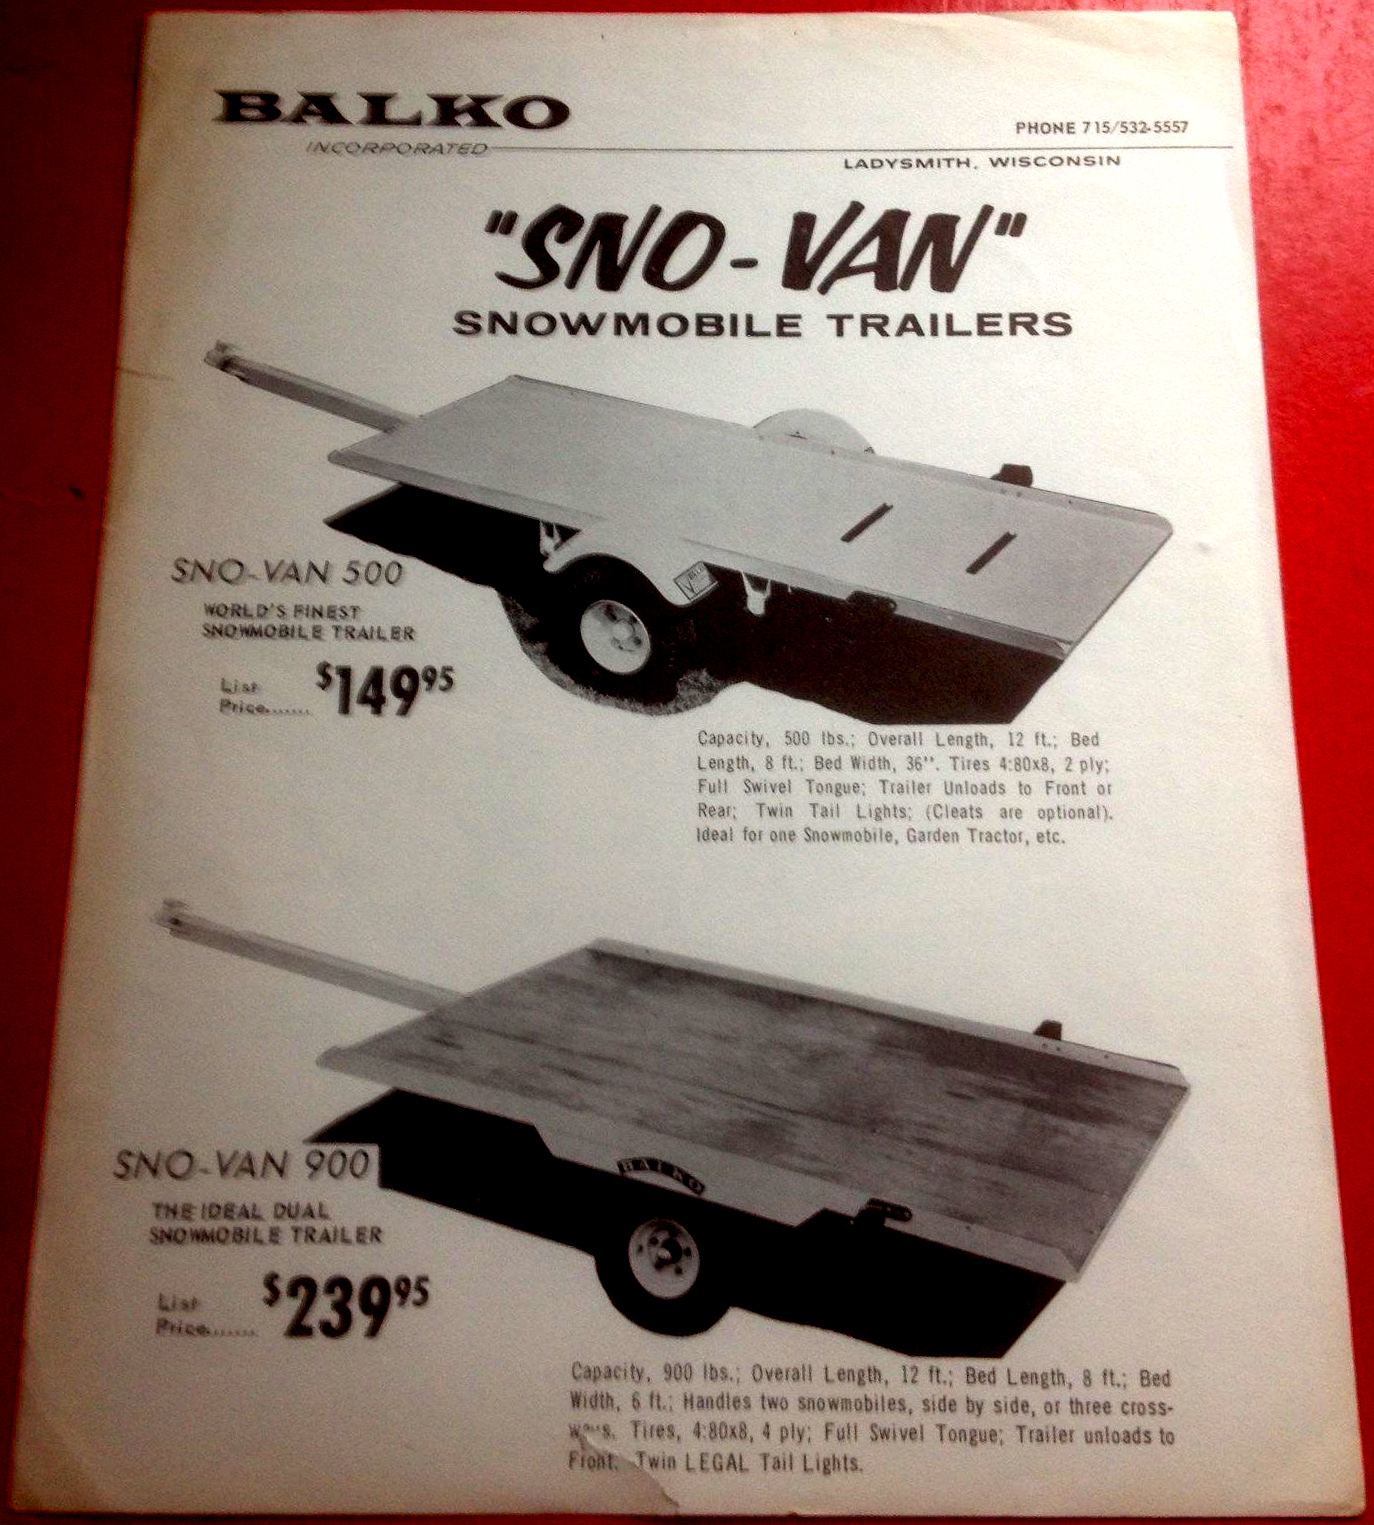 BALKO
INCORPORATED
PHONE 715/532-5557
LADYSMITH, WISCONSIN
"SNO-VAN"
SNOWMOBILE TRAILERS
SNO-VAN 500
WORLD'S FINEST
SNOWMOBILE TRAILER
List
Price....... $149.95
Capacity, 500 lbs.; Overall Length, 12 ft.; Bed
Length, 8 ft.; Bed Width, 36". Tires 4:80x8, 2 ply;
Full Swivel Tongue; Trailer Unloads to Front or
Rear; Twin Tail Lights; (Cleats are optional).
Ideal for one Snowmobile, Garden Tractor, etc.
BALKO
SNO-VAN 900
THE IDEAL DUAL
SNOWMOBILE TRAILER
List
Price....... $239.95
Capacity, 900 lbs.; Overall Length, 12 ft.; Bed Length, 8 ft.; Bed
Width, 6 ft.; Handles two snowmobiles, side by side, or three cross-
ways. Tires, 4:80x8, 4 ply; Full Swivel Tongue; Trailer unloads to
Front. Twin LEGAL Tail Lights.